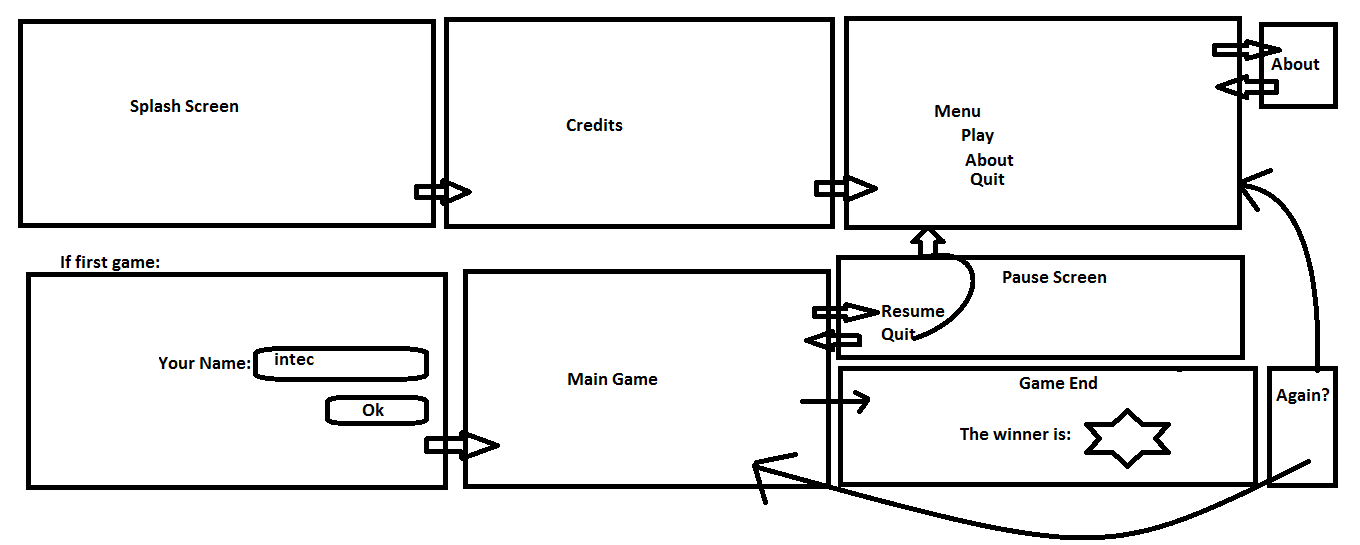 Splash Screen
Credits
Menu
Play
About
Quit
About
If first game:
Your Name: intec
Ok
Main Game
Pause Screen
Resume
Quit
Game End
The winner is:
Again?